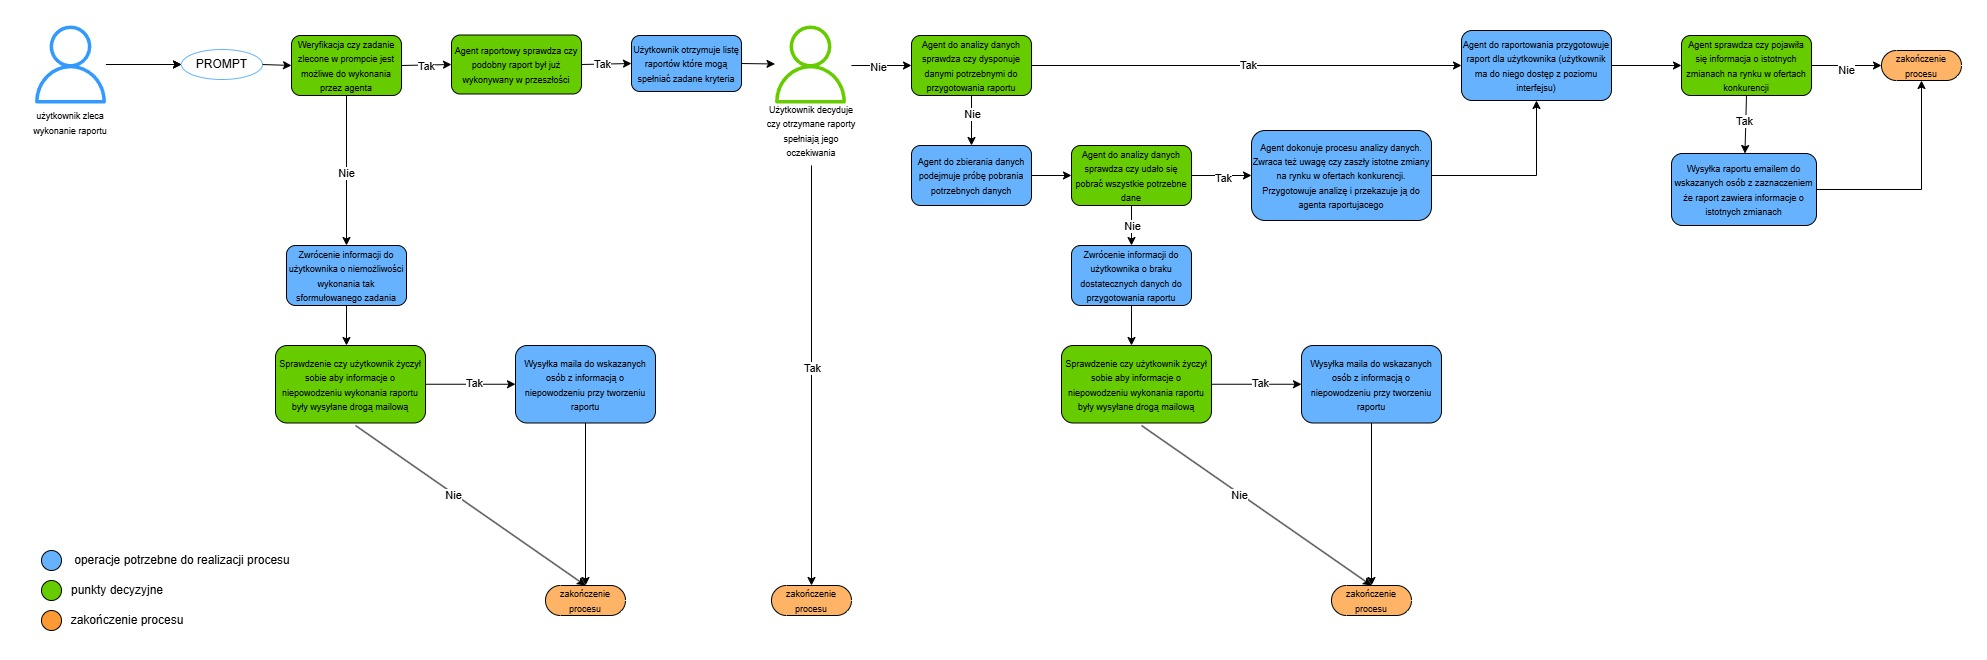 użytkownik zleca
wykonanie raportu
PROMPT
Weryfikacja czy zadanie
zlecone w prompcie jest
możliwe do wykonania
przez agenta
Tak
Agent raportowy sprawdza czy
podobny raport był już
wykonywany w przeszłości
Tak
Użytkownik otrzymuje listę
raportów które mogą
spełniać zadane kryteria
Użytkownik decyduje
czy otrzymane raporty
spełniają jego
oczekiwania
Nie
Agent do analizy danych
sprawdza czy dysponuje
danymi potrzebnymi do
przygotowania raportu
Tak
Agent do raportowania przygotowuje
raport dla użytkownika (użytkownik
ma do niego dostęp z poziomu
interfejsu)
Agent sprawdza czy pojawiła
się informacja o istotnych
zmianach na rynku w ofertach
konkurencji
Nie
zakończenie
procesu
Tak
Wysyłka raportu emailem do
wskazanych osób z zaznaczeniem
że raport zawiera informacje o
istotnych zmianach
Nie
Agent do zbierania danych
podejmuje próbę pobrania
potrzebnych danych
Agent do analizy danych
sprawdza czy udało się
pobrać wszystkie potrzebne
dane
Tak
Agent dokonuje procesu analizy danych.
Zwraca też uwagę czy zaszły istotne zmiany
na rynku w ofertach konkurencji.
Przygotowuje analizę i przekazuje ją do
agenta raportujacego
Nie
Zwrócenie informacji do
użytkownika o braku
dostatecznych danych do
przygotowania raportu
Sprawdzenie czy użytkownik życzył
sobie aby informacje o
niepowodzeniu wykonania raportu
były wysyłane drogą mailową
Tak
Wysyłka maila do wskazanych
osób z informacją o
niepowodzeniu przy tworzeniu
raportu
Nie
zakończenie
procesu
Tak
zakończenie
procesu
Nie
Zwrócenie informacji do
użytkownika o niemożliwości
wykonania tak
sformułowanego zadania
Sprawdzenie czy użytkownik życzył
sobie aby informacje o
niepowodzeniu wykonania raportu
były wysyłane drogą mailową
Tak
Wysyłka maila do wskazanych
osób z informacją o
niepowodzeniu przy tworzeniu
raportu
Nie
zakończenie
procesu
operacje potrzebne do realizacji procesu
punkty decyzyjne
zakończenie procesu